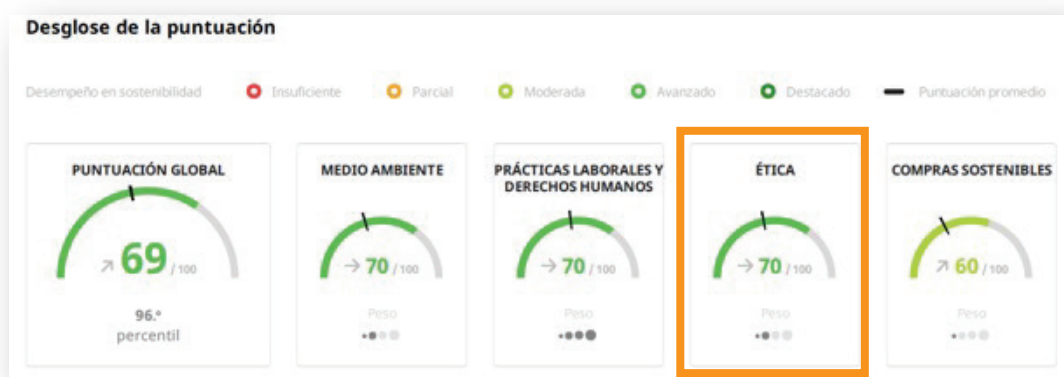 Desglose de la puntuación
Desempeño en sostenibilidad Insuficiente Parcial Moderada Avanzado Destacado Puntuación promedio
PUNTUACIÓN GLOBAL
69 / 100
96.º
percentil
MEDIO AMBIENTE
70 / 100
Peso
PRÁCTICAS LABORALES Y
DERECHOS HUMANOS
70 / 100
Peso
ÉTICA
70 / 100
Peso
COMPRAS SOSTENIBLES
60 / 100
Peso